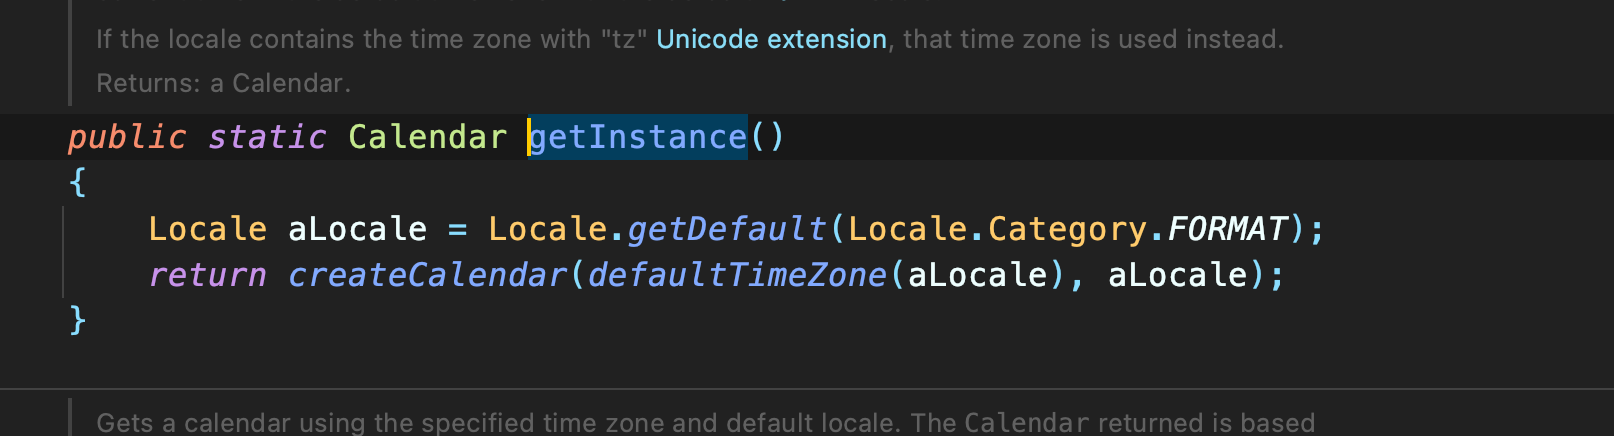 If the locale contains the time zone with "tz" Unicode extension, that time zone is used instead.
Returns: a Calendar.
public static Calendar getInstance()
{
Locale aLocale = Locale.getDefault(Locale.Category.FORMAT);
return createCalendar(defaultTimeZone(aLocale), aLocale);
}
Gets a calendar using the specified time zone and default locale. The Calendar returned is based